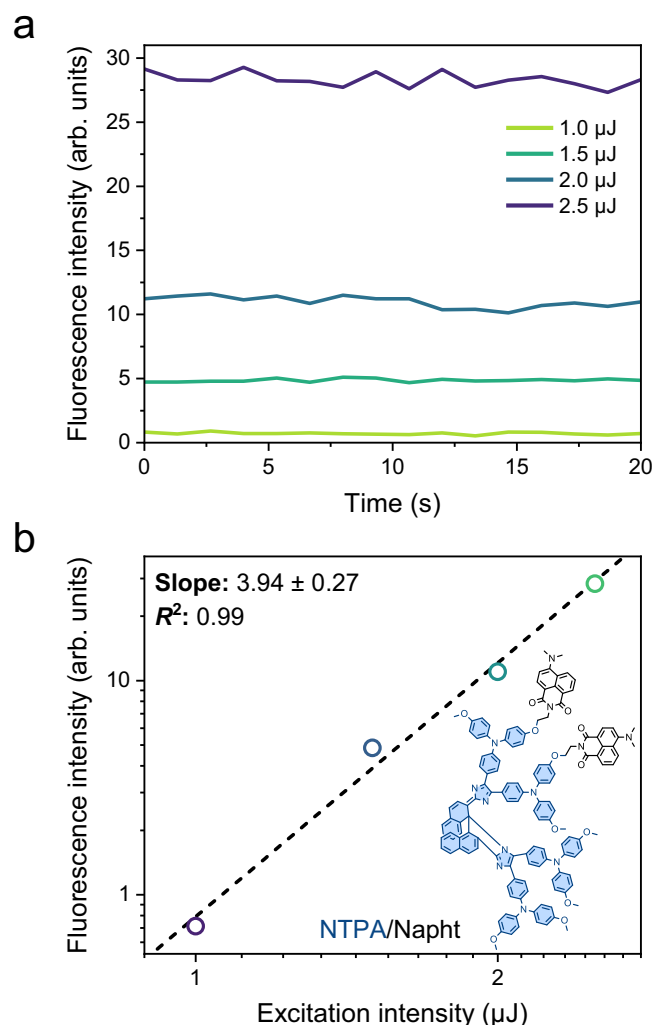 a
Fluorescence intensity (arb. units)
30
25
20
15
10
5
0
1.0 µJ
1.5 µJ
2.0 µJ
2.5 µJ
0
5
10
15
20
Time (s)
b
Fluorescence intensity (arb. units)
10
1
Slope: 3.94 ± 0.27
R²: 0.99
N
O
N
O
O
O
N
O
N
O
N
O
O
N
N
N
O
N
N
N
O
O
N
O
O
NTPA/Napht
1
2
Excitation intensity (µJ)